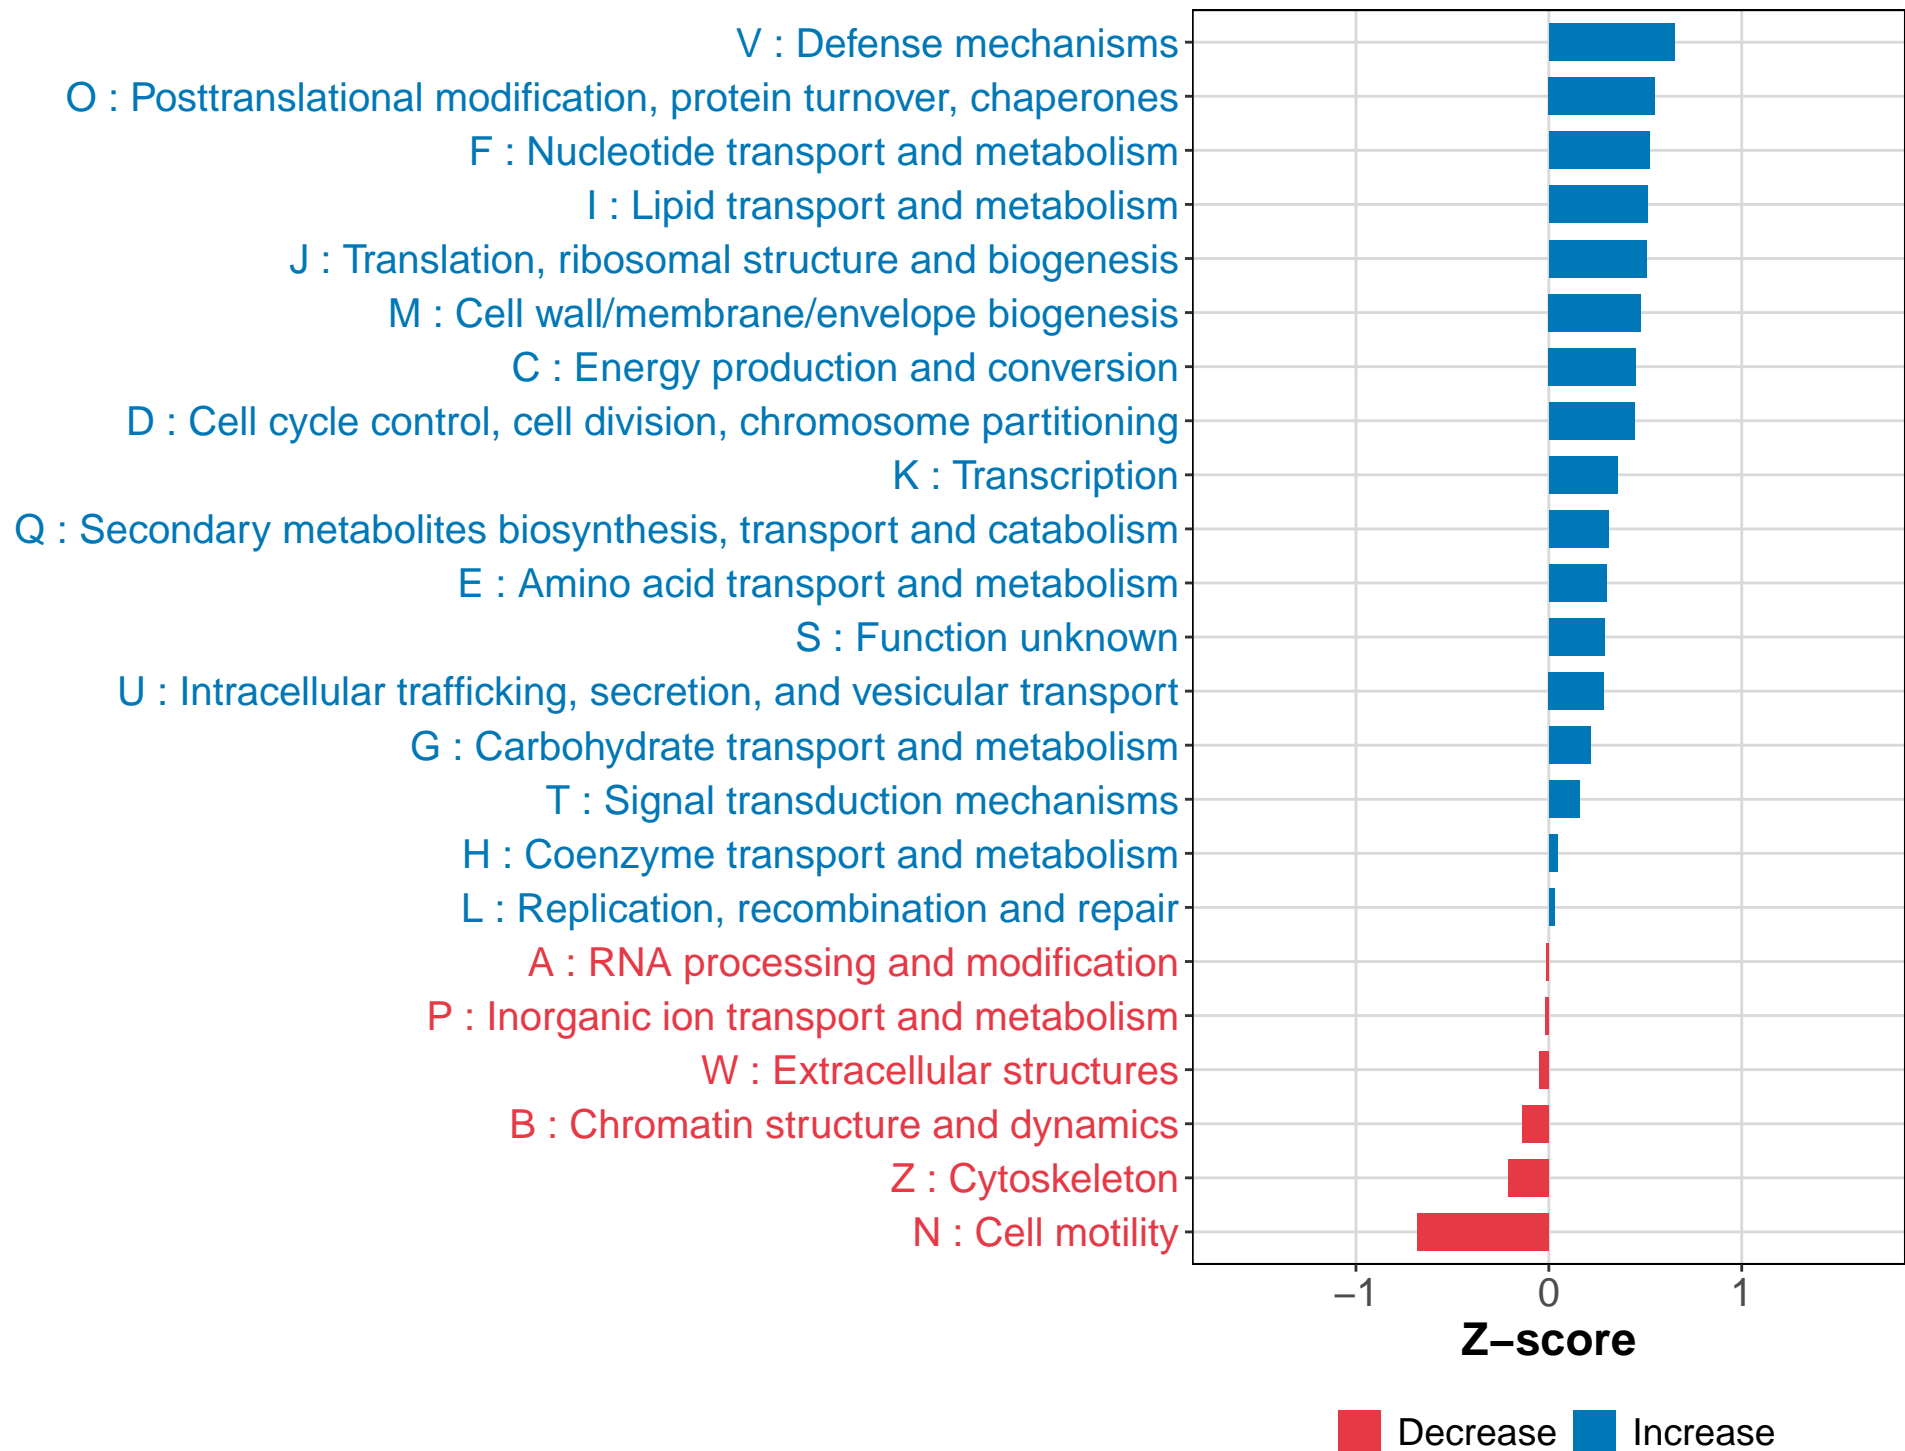 V : Defense mechanisms
O : Posttranslational modification, protein turnover, chaperones
F : Nucleotide transport and metabolism
I : Lipid transport and metabolism
J : Translation, ribosomal structure and biogenesis
M : Cell wall/membrane/envelope biogenesis
C : Energy production and conversion
D : Cell cycle control, cell division, chromosome partitioning
K : Transcription
Q : Secondary metabolites biosynthesis, transport and catabolism
E : Amino acid transport and metabolism
S : Function unknown
U : Intracellular trafficking, secretion, and vesicular transport
G : Carbohydrate transport and metabolism
T : Signal transduction mechanisms
H : Coenzyme transport and metabolism
L : Replication, recombination and repair
A : RNA processing and modification
P : Inorganic ion transport and metabolism
W : Extracellular structures
B : Chromatin structure and dynamics
Z : Cytoskeleton
N : Cell motility
−1 0 1
Z−score
Decrease Increase